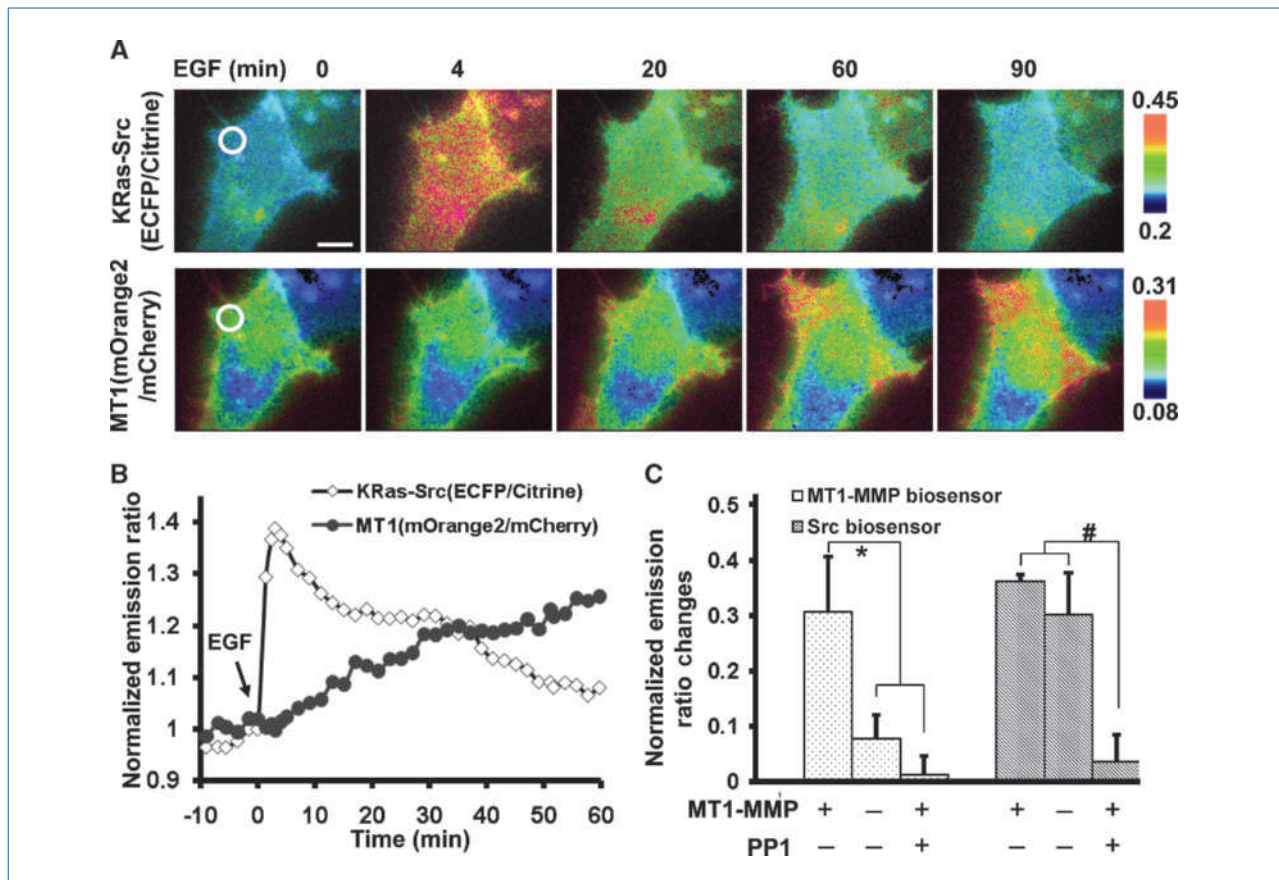 A
EGF (min) 0 4 20 60 90
KRas-Src
(ECFP/Citrine)
0.45
0.2
MT1(mOrange2
/mCherry)
0.31
0.08
B
Normalized emission ratio
1.4
1.3
1.2
1.1
1
0.9
KRas-Src(ECFP/Citrine)
MT1(mOrange2/mCherry)
EGF
-10 0 10 20 30 40 50 60
Time (min)
C
Normalized emission
ratio changes
0.5
0.4
0.3
0.2
0.1
0
MT1-MMP biosensor
Src biosensor
*
#
MT1-MMP + − + + − +
PP1 − − + − − +